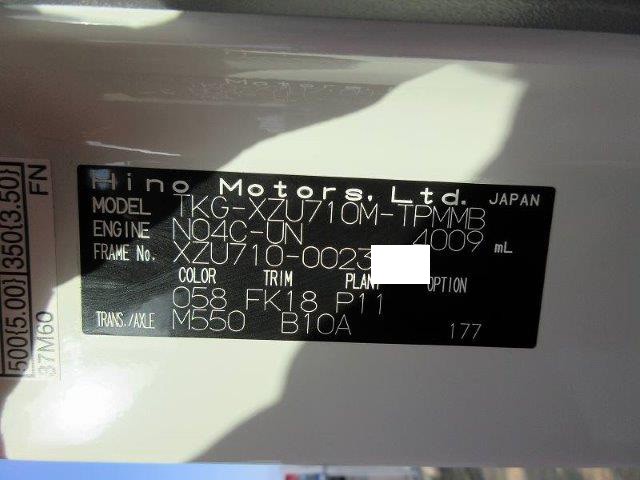 Hino Motors, Ltd. JAPAN
MODEL TKG-XZU710M-TPMMB
ENGINE N04C-UN 4009 mL
FRAME No. XZU710-0023
COLOR TRIM PLANT OPTION
058 FK18 P11
TRANS./AXLE M550 B10A 177
500{5.00} 350{3.50}
37M60 FN